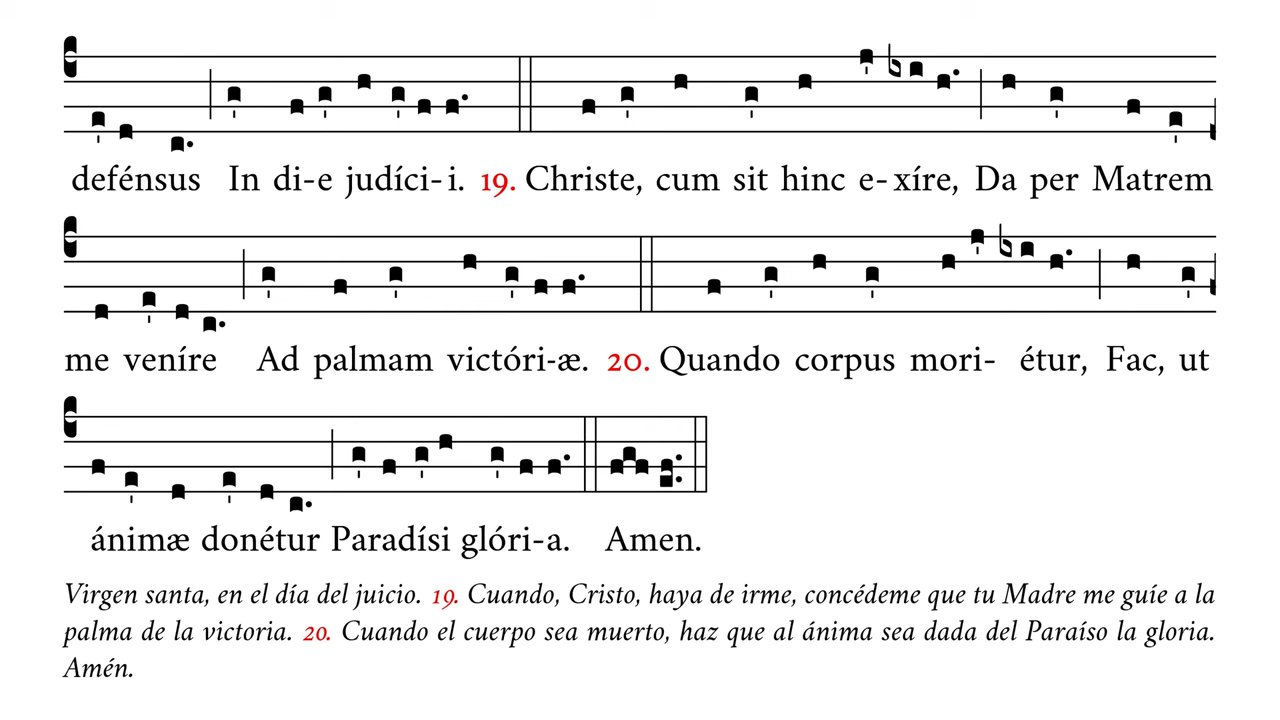 defénsus In di-e judíci-i. 19. Christe, cum sit hinc e-xíre, Da per Matrem
me veníre Ad palmam victóri-æ. 20. Quando corpus mori- étur, Fac, ut
ánimæ donétur Paradísi glóri-a. Amen.
Virgen santa, en el día del juicio. 19. Cuando, Cristo, haya de irme, concédeme que tu Madre me guíe a la
palma de la victoria. 20. Cuando el cuerpo sea muerto, haz que al ánima sea dada del Paraíso la gloria.
Amén.